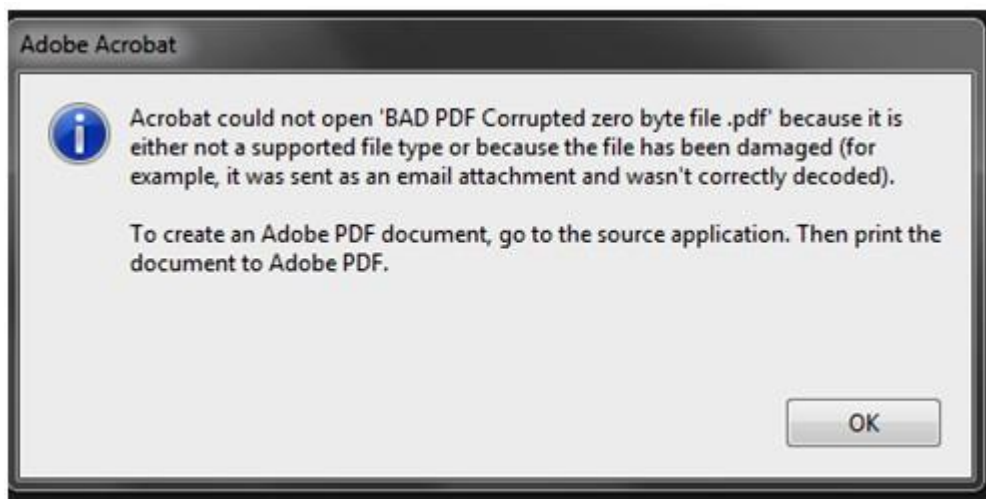 Adobe Acrobat
Acrobat could not open 'BAD PDF Corrupted zero byte file .pdf' because it is
either not a supported file type or because the file has been damaged (for
example, it was sent as an email attachment and wasn't correctly decoded).
To create an Adobe PDF document, go to the source application. Then print the
document to Adobe PDF.
OK